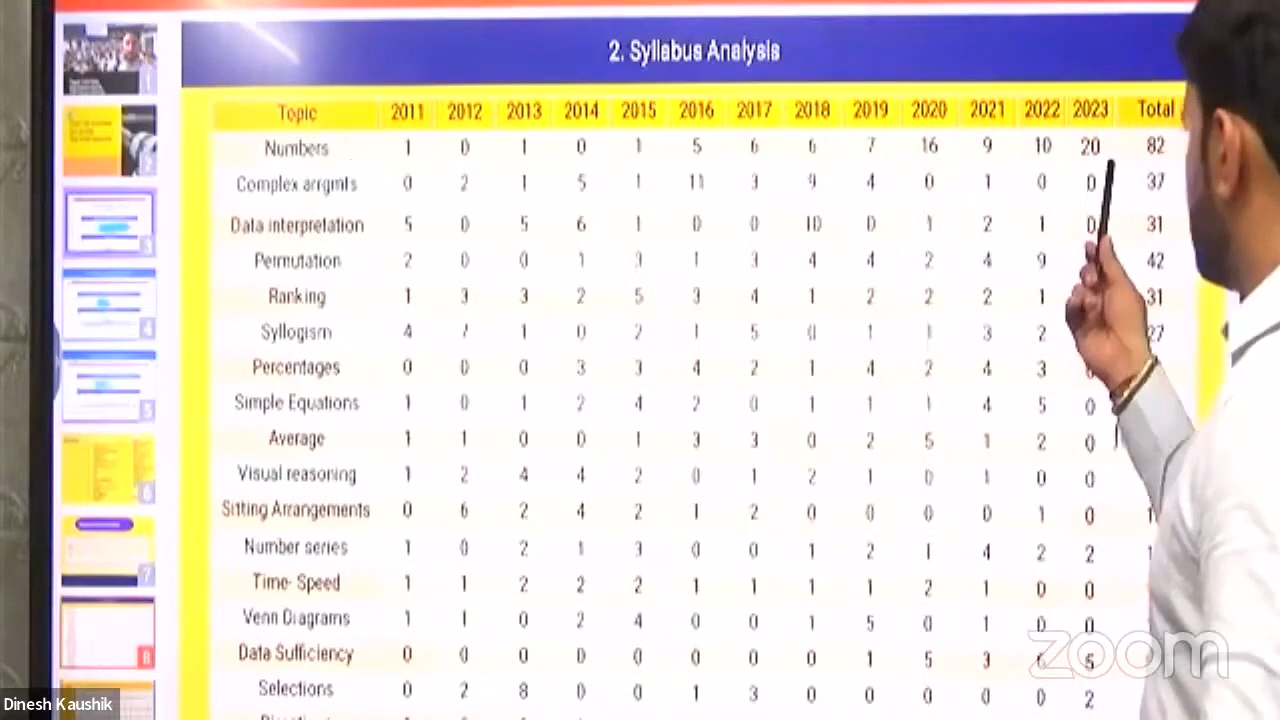 2. Syllabus Analysis
Topic 2011 2012 2013 2014 2015 2016 2017 2018 2019 2020 2021 2022 2023 Total
Numbers 1 0 1 0 1 5 6 6 7 16 9 10 20 82
Complex arrgmts 0 2 1 5 1 11 3 9 4 0 1 0 0 37
Data interpretation 5 0 5 6 1 0 0 10 0 1 2 1 0 31
Permutation 2 0 0 1 3 1 3 4 4 2 4 9 42
Ranking 1 3 3 2 5 3 4 1 2 2 2 1 31
Syllogism 4 7 1 0 2 1 5 0 1 1 3 2 27
Percentages 0 0 0 3 3 4 2 1 4 2 4 3
Simple Equations 1 0 1 2 4 2 0 1 1 1 4 5 0
Average 1 1 0 0 1 3 3 0 2 5 1 2 0
Visual reasoning 1 2 4 4 2 0 1 2 1 0 1 0 0
Sitting Arrangements 0 6 2 4 2 1 2 0 0 0 0 1 0
Number series 1 0 2 1 3 0 0 1 2 1 4 2 2
Time- Speed 1 1 2 2 2 1 1 1 1 2 1 0 0
Venn Diagrams 1 1 0 2 4 0 0 1 5 0 1 0 0
Data Sufficiency 0 0 0 0 0 0 0 0 1 5 3 6 5
Selections 0 2 8 0 0 1 3 0 0 0 0 0 2
zoom
Dinesh Kaushik
1
2
3
4
5
6
7
8